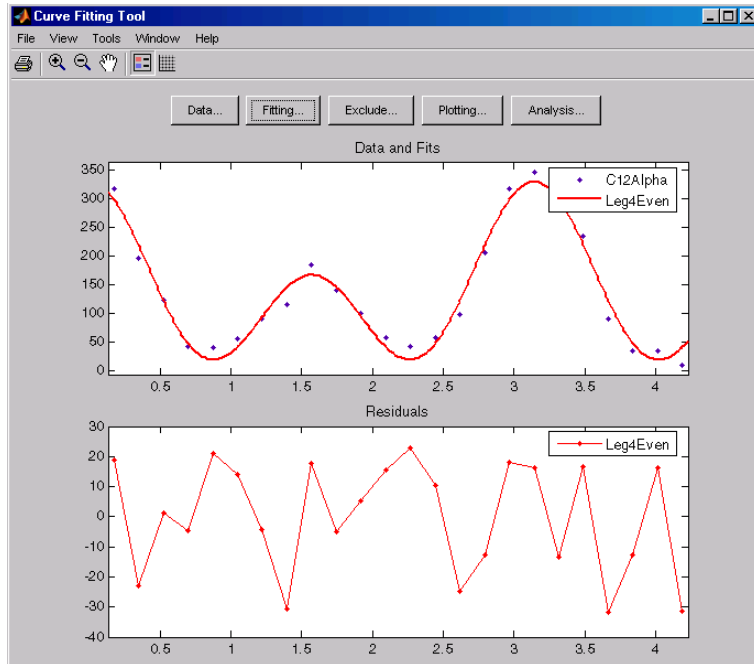 Curve Fitting Tool
File View Tools Window Help
Data... Fitting... Exclude... Plotting... Analysis...
Data and Fits
350
300
250
200
150
100
50
0
C12Alpha
Leg4Even
0.5 1 1.5 2 2.5 3 3.5 4
Residuals
30
20
10
0
-10
-20
-30
-40
Leg4Even
0.5 1 1.5 2 2.5 3 3.5 4